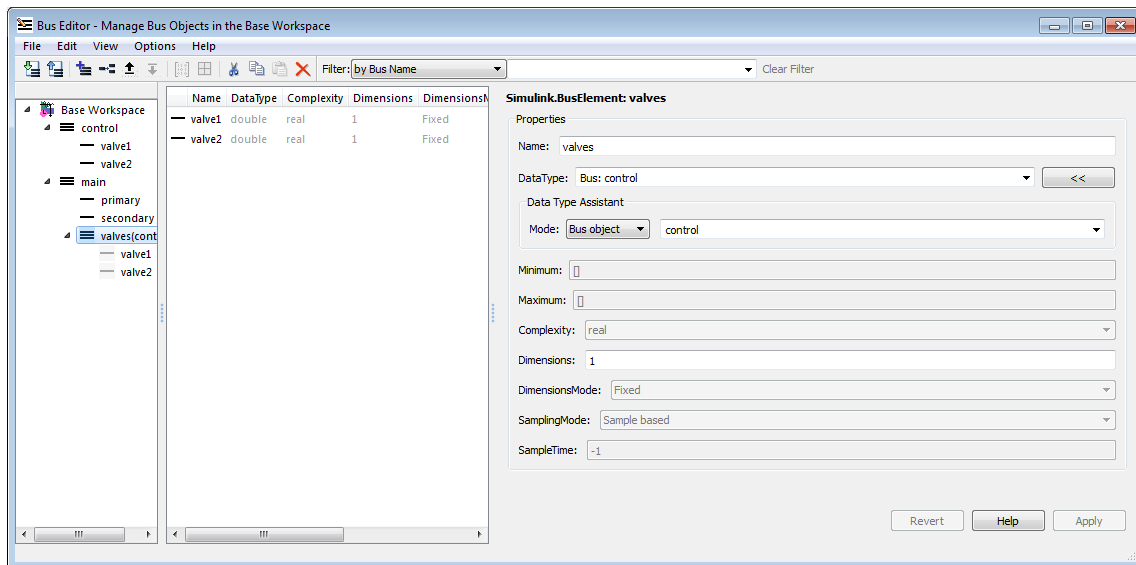 Bus Editor - Manage Bus Objects in the Base Workspace
File Edit View Options Help
Filter: by Bus Name Clear Filter
Base Workspace
control
valve1
valve2
main
primary
secondary
valves(cont
valve1
valve2
Name DataType Complexity Dimensions DimensionsM
valve1 double real 1 Fixed
valve2 double real 1 Fixed
Simulink.BusElement: valves
Properties
Name: valves
DataType: Bus: control <<
Data Type Assistant
Mode: Bus object control
Minimum: []
Maximum: []
Complexity: real
Dimensions: 1
DimensionsMode: Fixed
SamplingMode: Sample based
SampleTime: -1
Revert Help Apply